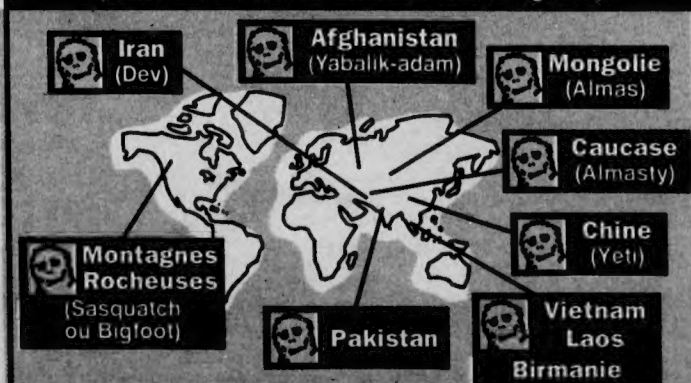 Iran
(Dev)
Afghanistan
(Yabalik-adam)
Mongolie
(Almas)
Caucase
(Almasty)
Chine
(Yeti)
Montagnes
Rocheuses
(Sasquatch
ou Bigfoot)
Pakistan
Vietnam
Laos
Birmanie